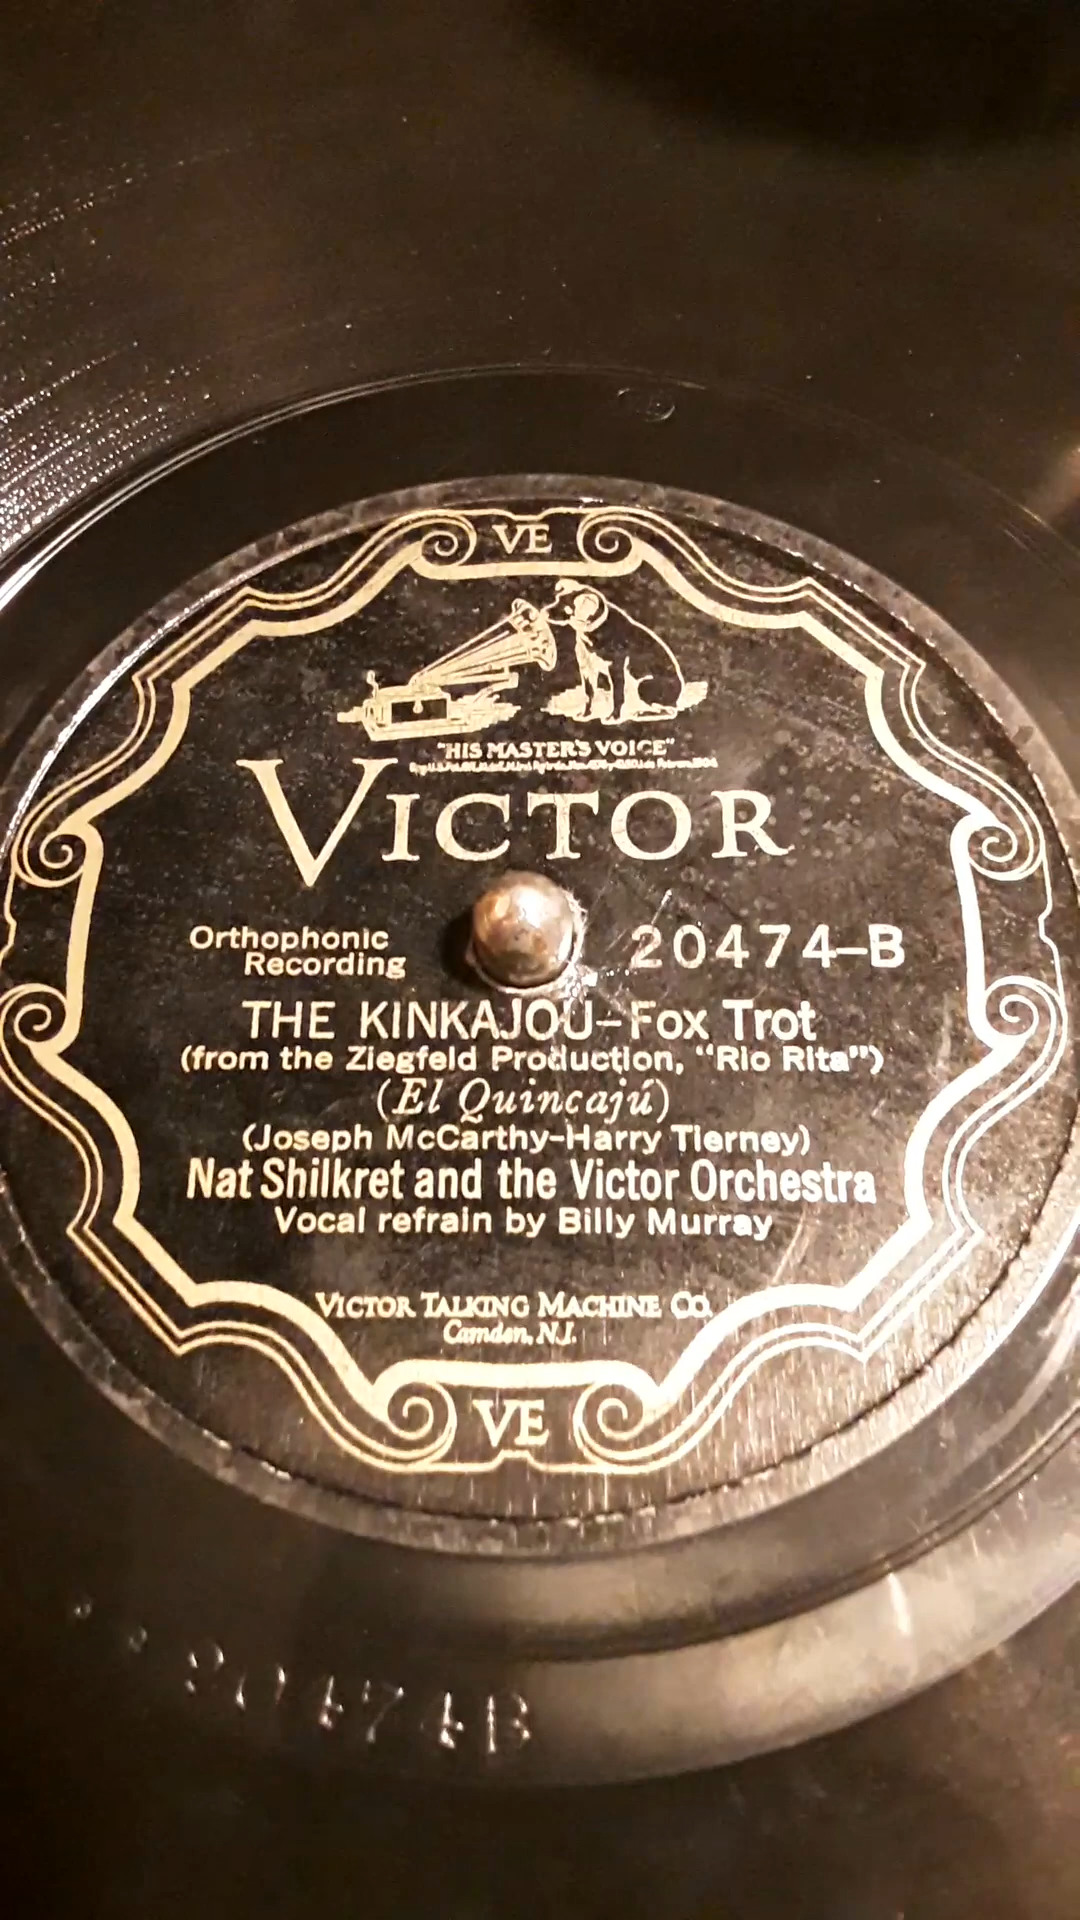 VE
"HIS MASTER'S VOICE"
VICTOR
Orthophonic
Recording
20474-B
THE KINKAJOU-Fox Trot
(from the Ziegfeld Production, "Rio Rita")
(El Quincajú)
(Joseph McCarthy-Harry Tierney)
Nat Shilkret and the Victor Orchestra
Vocal refrain by Billy Murray
VICTOR TALKING MACHINE CO.
Camden, N.J.
VE
20474B